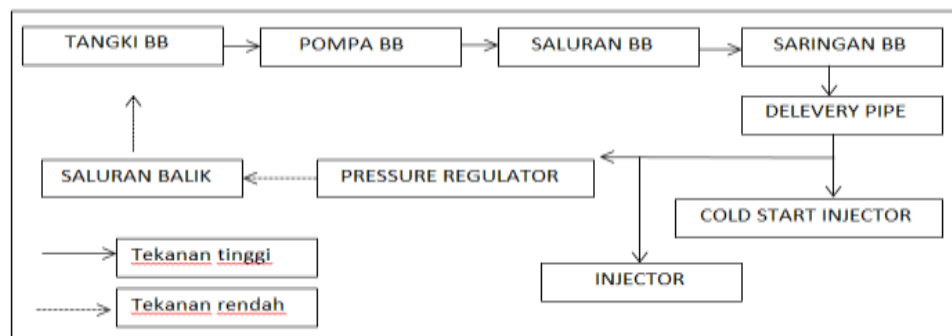 TANGKI BB
POMPA BB
SALURAN BB
SARINGAN BB
DELEVERY PIPE
SALURAN BALIK
PRESSURE REGULATOR
COLD START INJECTOR
INJECTOR
Tekanan tinggi
Tekanan rendah